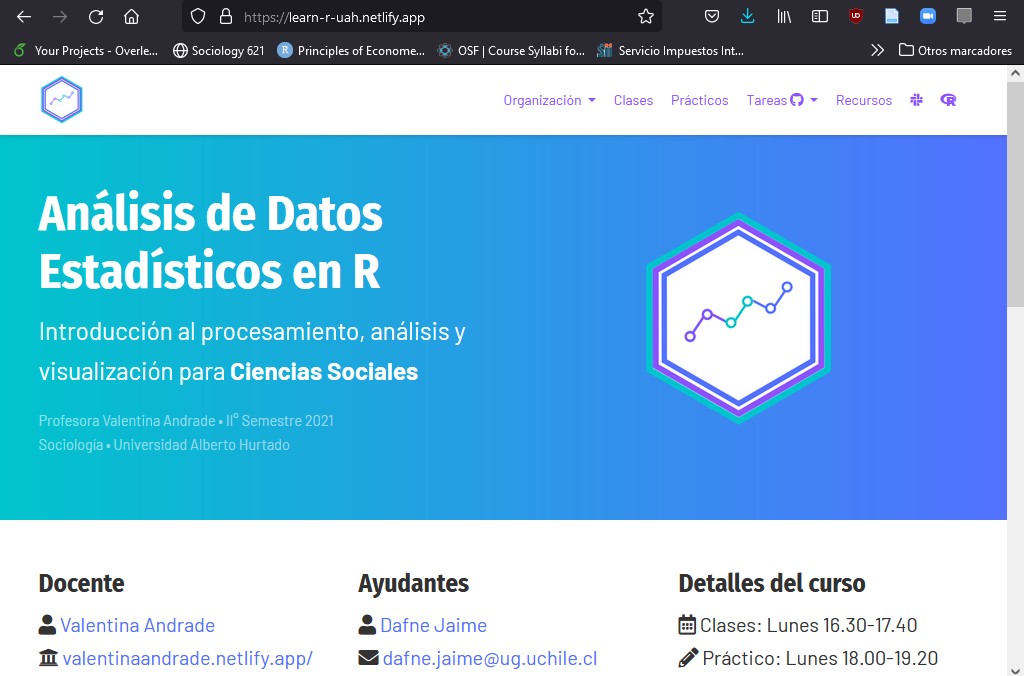 https://learn-r-uah.netlify.app
Your Projects - Overle...
Sociology 621
Principles of Econome...
OSF | Course Syllabi fo...
Servicio Impuestos Int...
Otros marcadores
Organización
Clases
Prácticos
Tareas
Recursos
Análisis de Datos
Estadísticos en R
Introducción al procesamiento, análisis y
visualización para Ciencias Sociales
Profesora Valentina Andrade • II° Semestre 2021
Sociología • Universidad Alberto Hurtado
Docente
Valentina Andrade
valentinaandrade.netlify.app/
Ayudantes
Dafne Jaime
dafne.jaime@ug.uchile.cl
Detalles del curso
Clases: Lunes 16.30-17.40
Práctico: Lunes 18.00-19.20